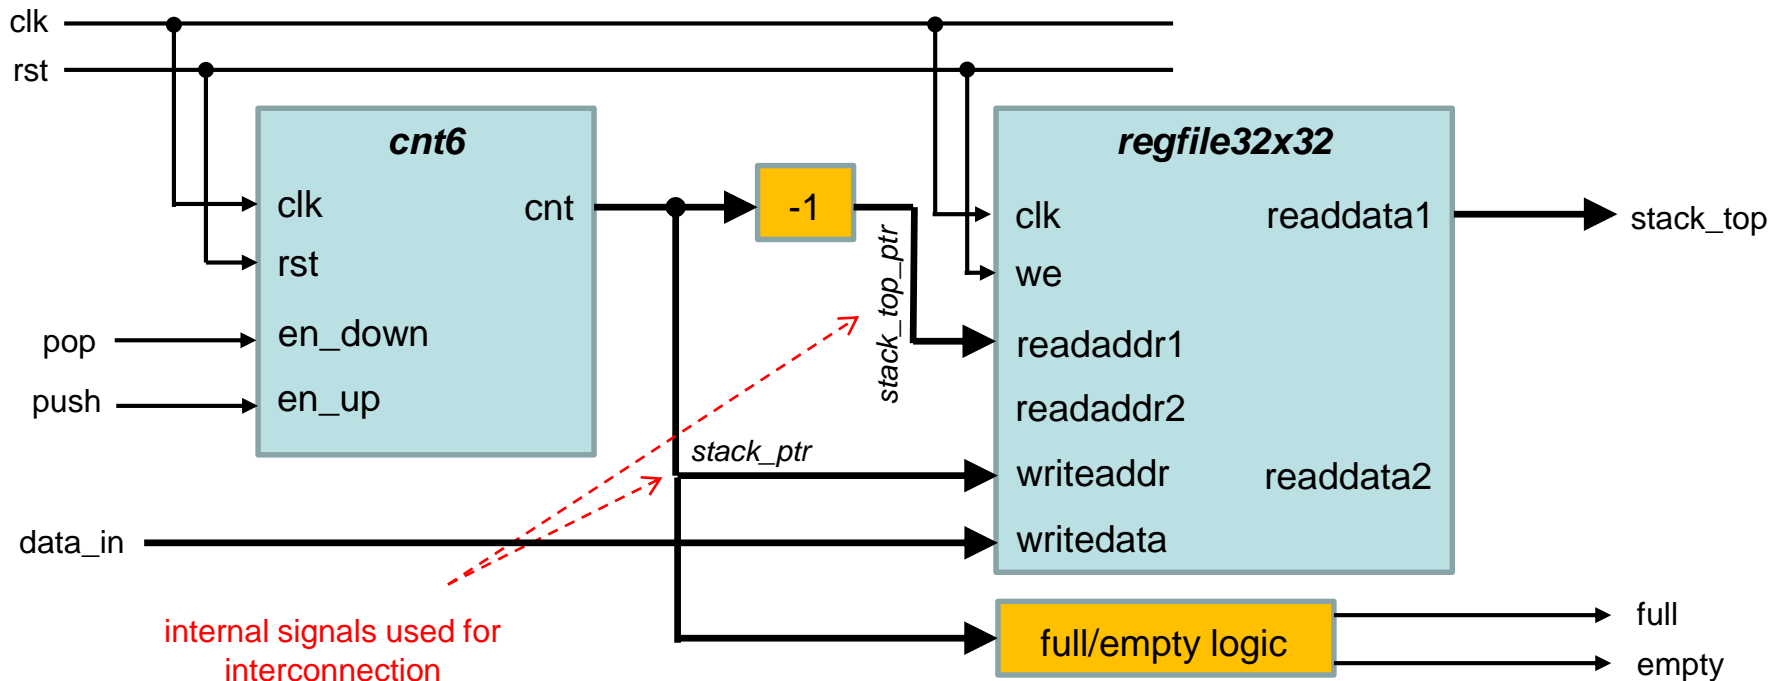 clk
rst
cnt6
clk
cnt
rst
en_down
en_up
pop
push
-1
stack_top_ptr
stack_ptr
regfile32x32
clk
readdata1
we
readaddr1
readaddr2
writeaddr
readdata2
writedata
stack_top
data_in
internal signals used for
interconnection
full/empty logic
full
empty